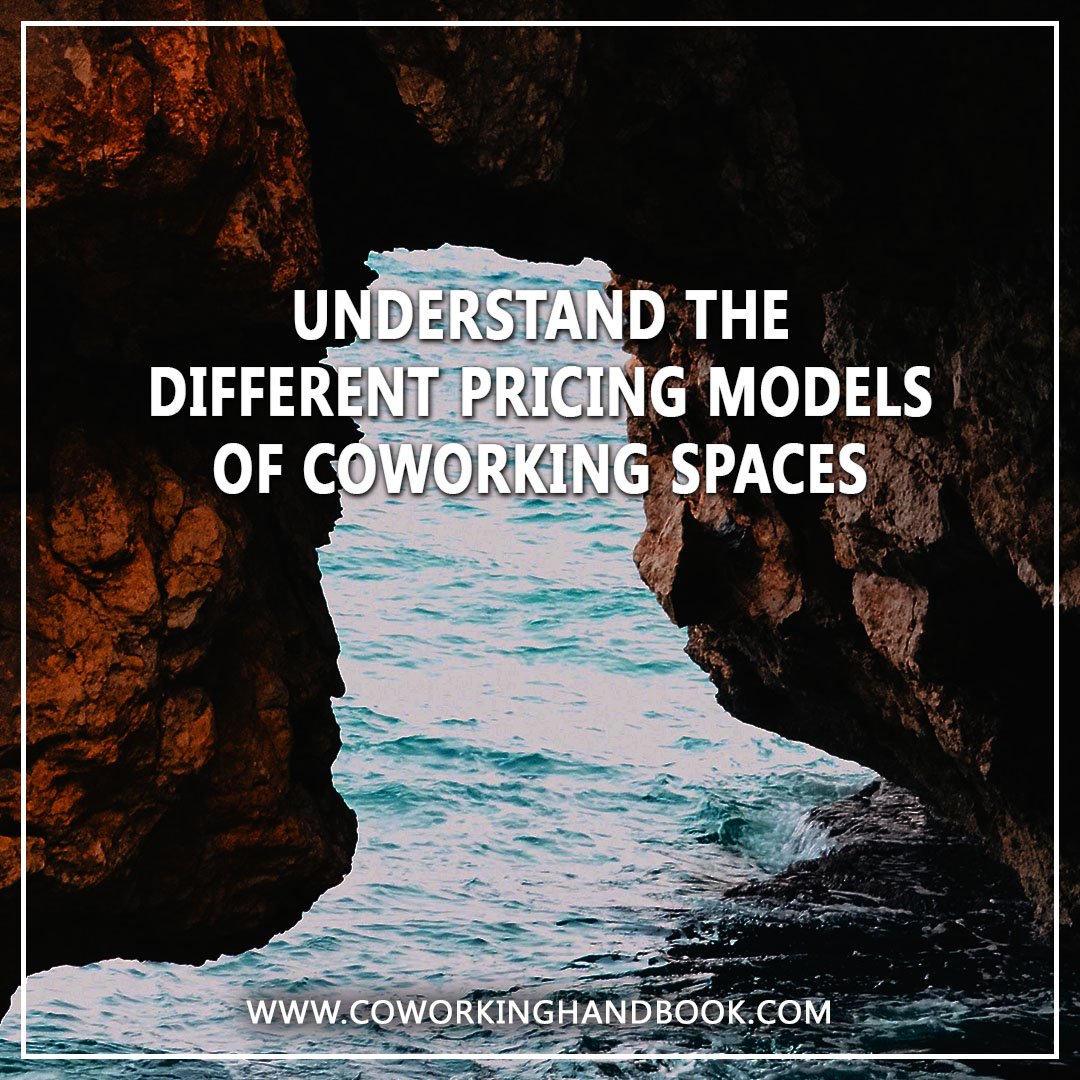 UNDERSTAND THE
DIFFERENT PRICING MODELS
OF COWORKING SPACES
WWW.COWORKINGHANDBOOK.COM